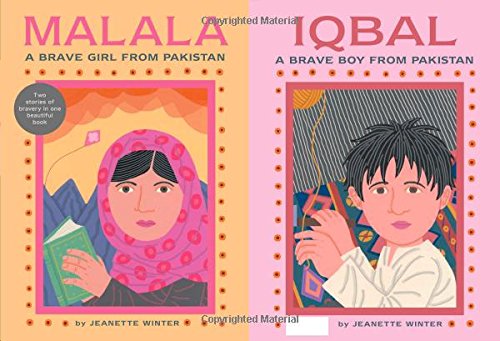 Copyrighted Material
MALALA
A BRAVE GIRL FROM PAKISTAN
Two
stories of
bravery in one
beautiful
book
by JEANETTE WINTER
IQBAL
A BRAVE BOY FROM PAKISTAN
by JEANETTE WINTER
Copyrighted Material